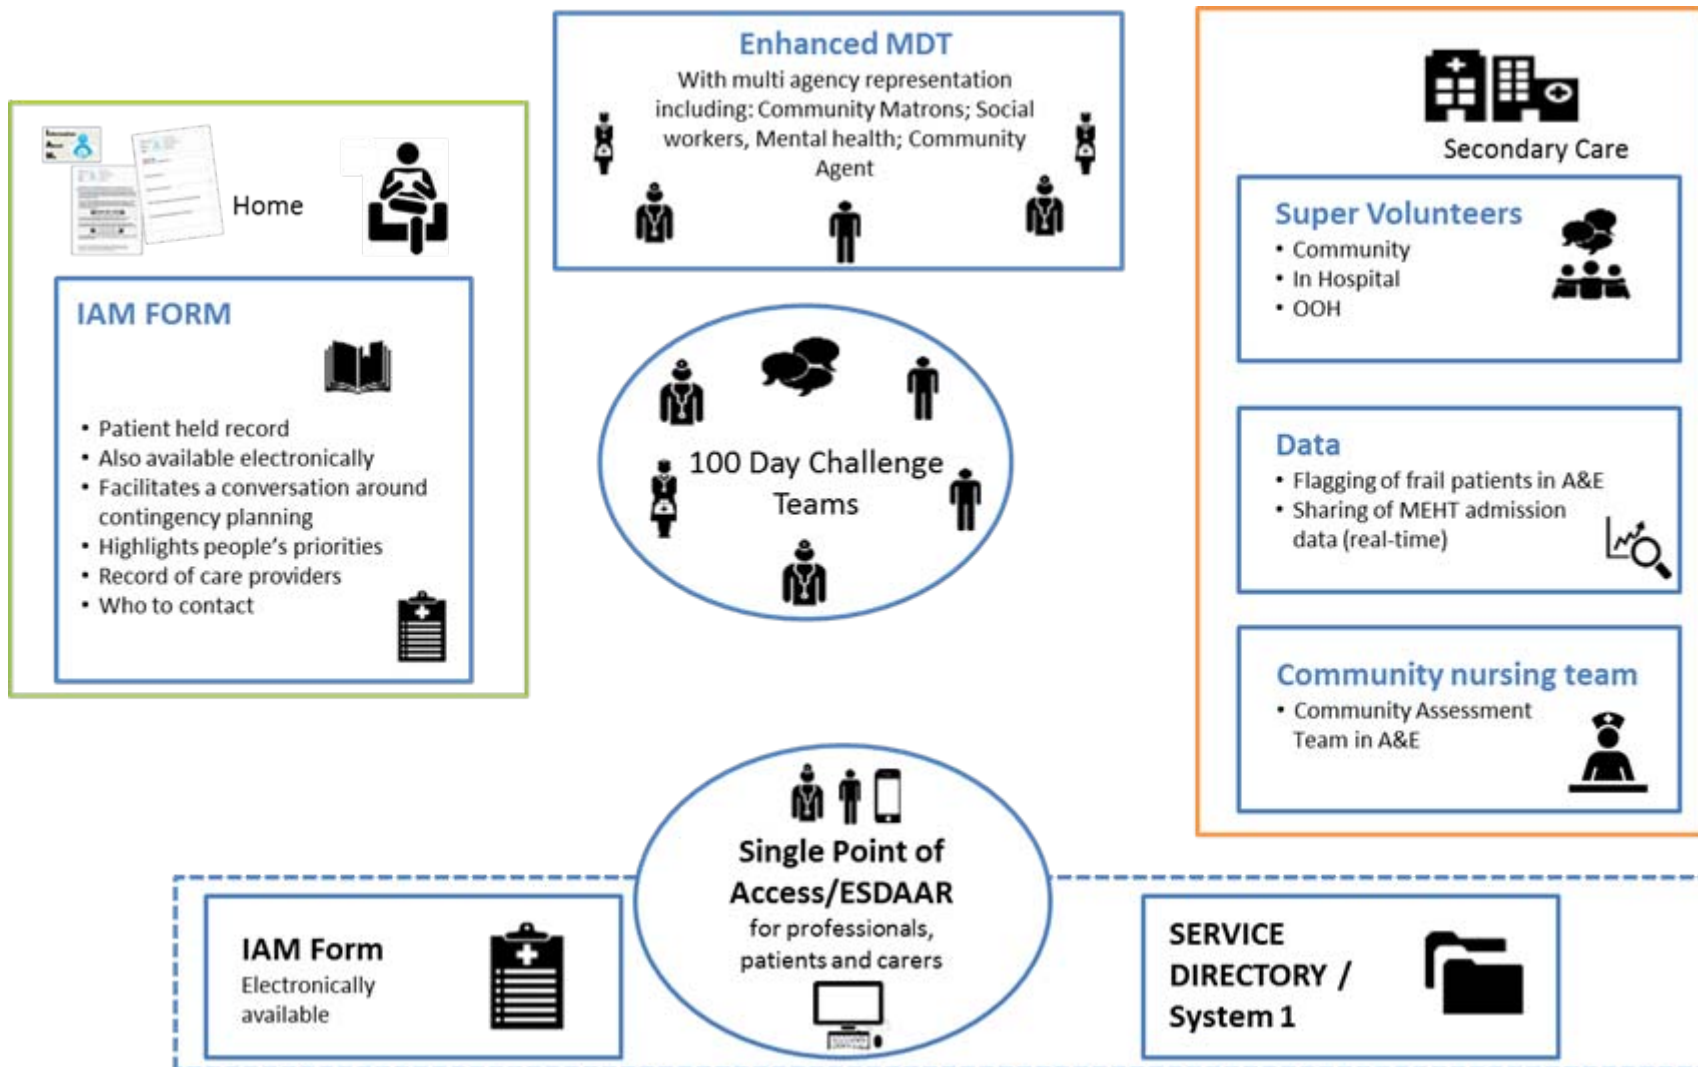 Information
About
Me
Home
IAM FORM
• Patient held record
• Also available electronically
• Facilitates a conversation around
contingency planning
• Highlights people's priorities
• Record of care providers
• Who to contact
Enhanced MDT
With multi agency representation
including: Community Matrons; Social
workers, Mental health; Community
Agent
100 Day Challenge
Teams
Secondary Care
Super Volunteers
• Community
• In Hospital
• OOH
Data
• Flagging of frail patients in A&E
• Sharing of MEHT admission
data (real-time)
Community nursing team
• Community Assessment
Team in A&E
Single Point of
Access/ESDAAR
for professionals,
patients and carers
IAM Form
Electronically
available
SERVICE
DIRECTORY /
System 1